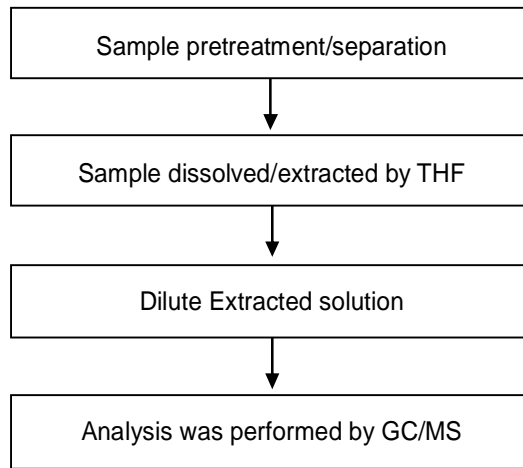 Sample pretreatment/separation
Sample dissolved/extracted by THF
Dilute Extracted solution
Analysis was performed by GC/MS